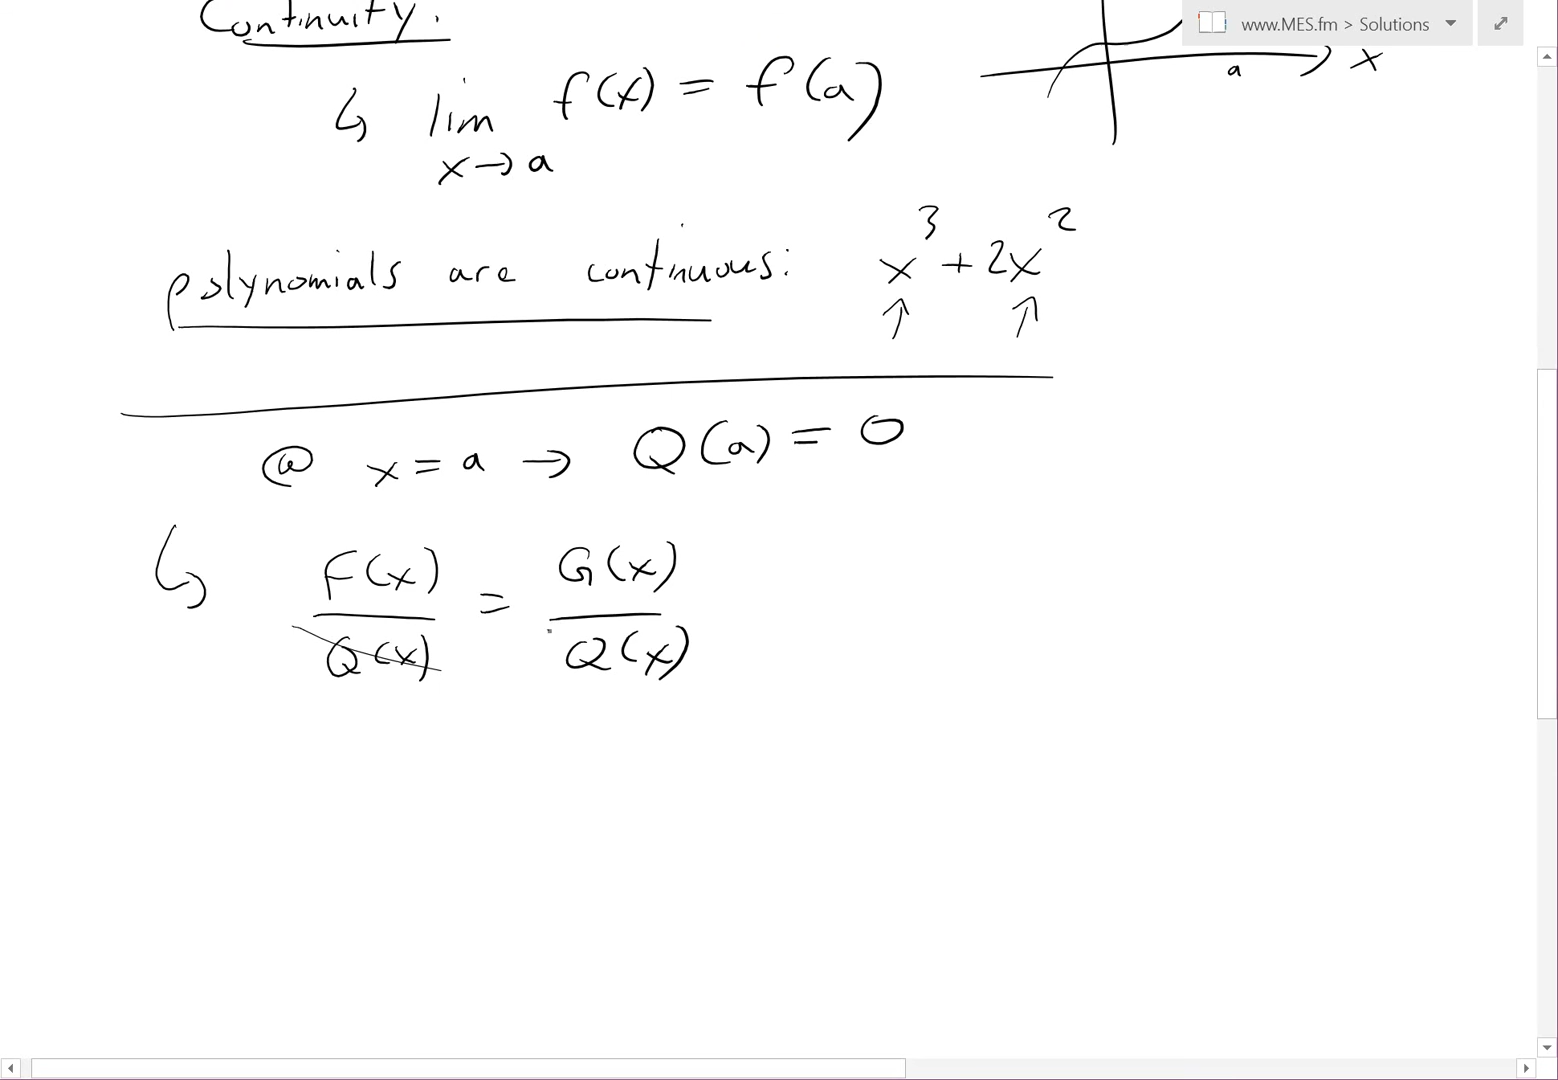 Continuity.
www.MES.fm > Solutions
↳ lim f(x) = f(a)
x→a
a
x
polynomials are continuous: x³ + 2x²
↑ ↑
@ x = a → Q(a) = 0
↳ F(x)/Q(x) = G(x)/Q(x)